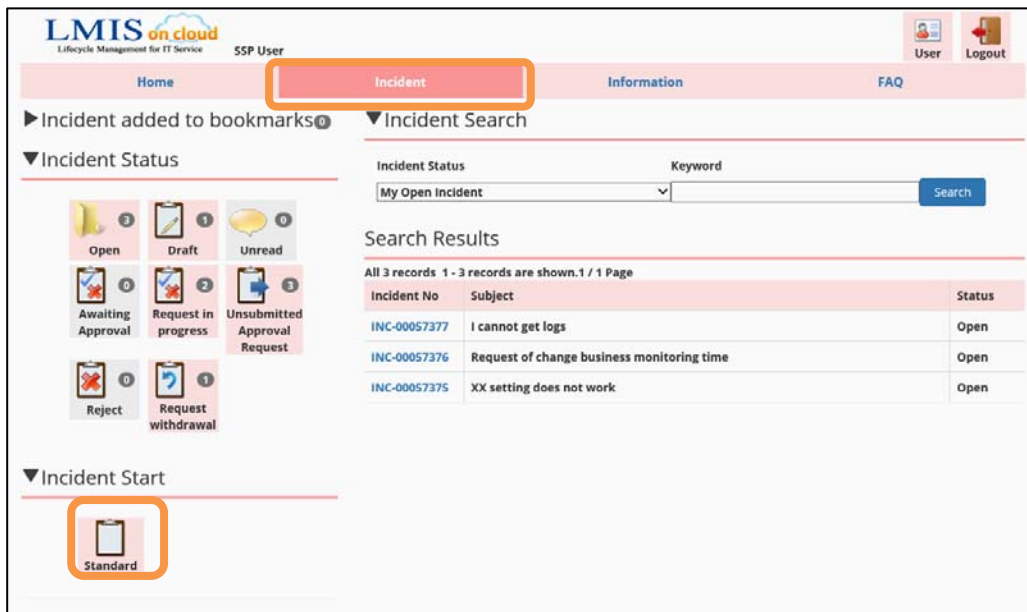 LMIS on cloud
Lifecycle Management for IT Service
SSP User
User
Logout
Home
Incident
Information
FAQ
▶Incident added to bookmarks 0
▼Incident Status
3
Open
1
Draft
0
Unread
0
Awaiting
Approval
2
Request in
progress
3
Unsubmitted
Approval
Request
0
Reject
1
Request
withdrawal
▼Incident Start
Standard
▼Incident Search
Incident Status
Keyword
My Open Incident
Search
Search Results
All 3 records 1 - 3 records are shown.1 / 1 Page
Incident No Subject Status
INC-00057377 I cannot get logs Open
INC-00057376 Request of change business monitoring time Open
INC-00057375 XX setting does not work Open